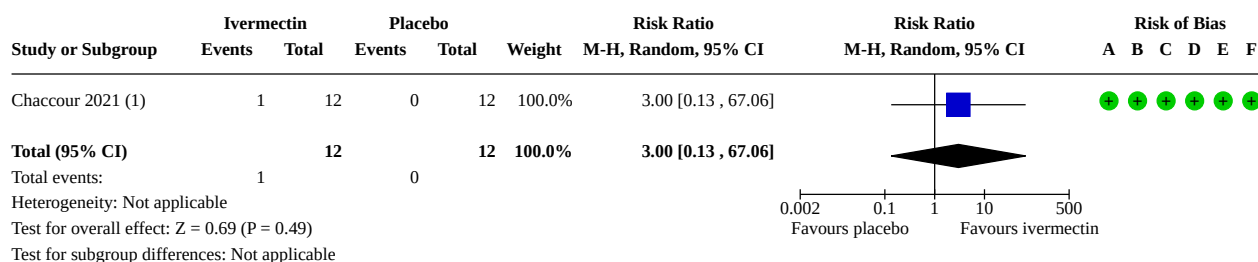 Ivermectin Placebo Risk Ratio Risk Ratio Risk of Bias
Study or Subgroup Events Total Events Total Weight M-H, Random, 95% CI M-H, Random, 95% CI A B C D E F
Chaccour 2021 (1) 1 12 0 12 100.0% 3.00 [0.13 , 67.06] + + + + + +
Total (95% CI) 12 12 100.0% 3.00 [0.13 , 67.06]
Total events: 1 0
Heterogeneity: Not applicable 0.002 0.1 1 10 500
Test for overall effect: Z = 0.69 (P = 0.49) Favours placebo Favours ivermectin
Test for subgroup differences: Not applicable